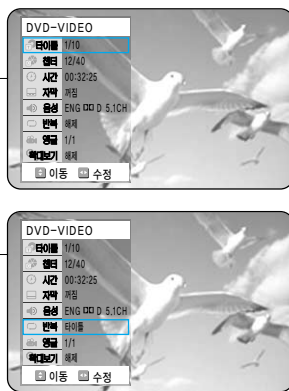 DVD-VIDEO
타이틀 1/10
챕터 12/40
시간 00:32:25
자막 꺼짐
음성 ENG DD D 5.1CH
반복 해제
앵글 1/1
확대보기 해제
이동 수정
DVD-VIDEO
타이틀 1/10
챕터 12/40
시간 00:32:25
자막 꺼짐
음성 ENG DD D 5.1CH
반복 타이틀
앵글 1/1
확대보기 해제
이동 수정